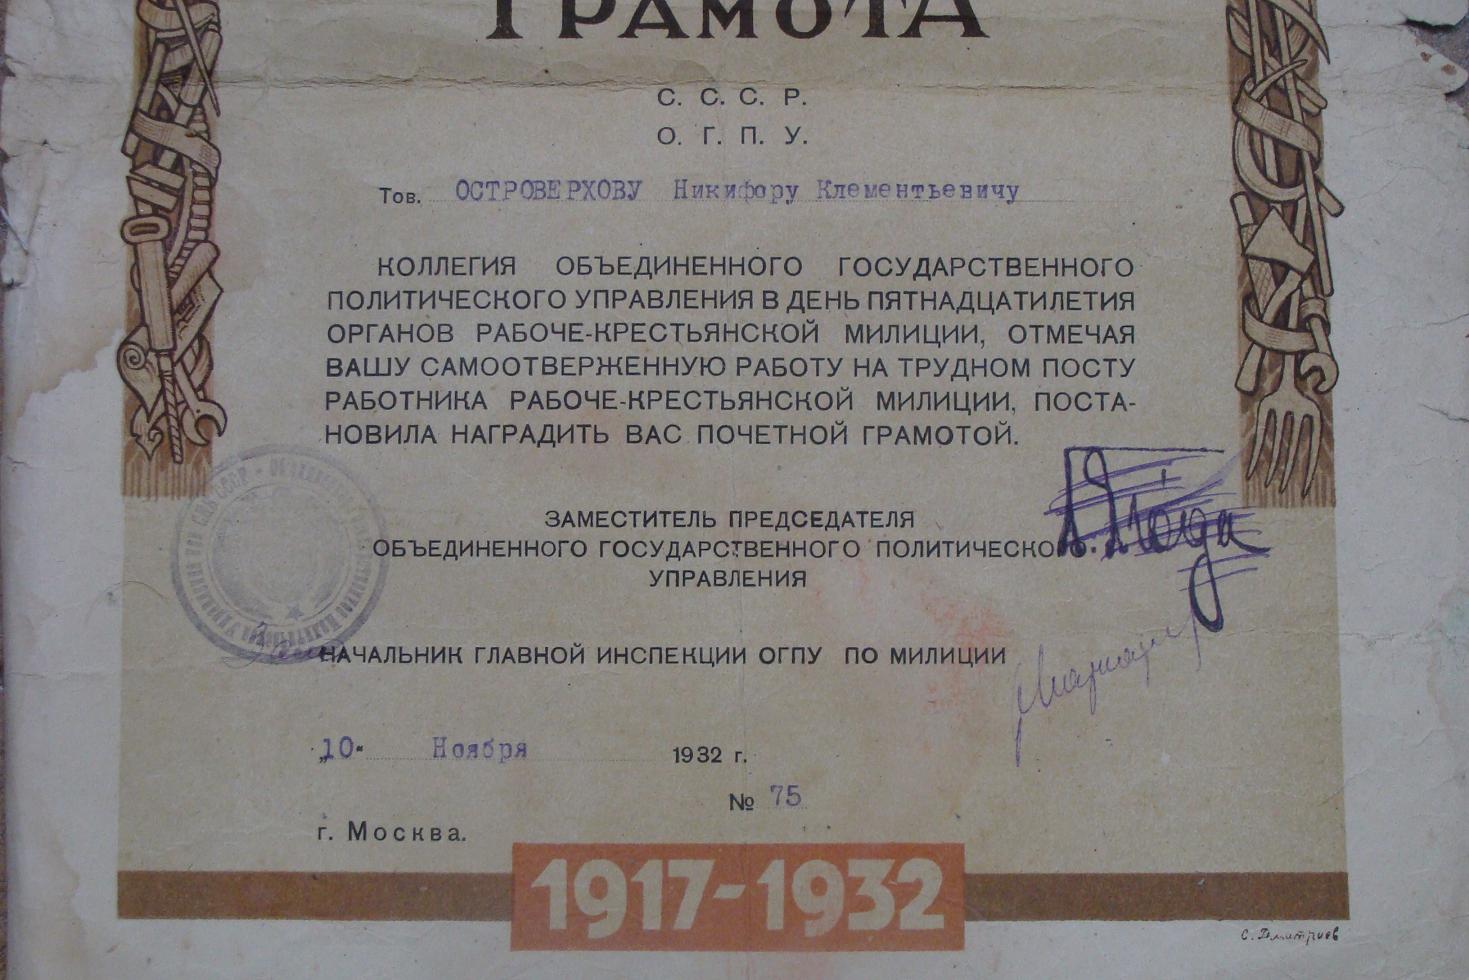 ГРАМОТА
С. С. С. Р.
О. Г. П. У.
Тов. ОСТРОВЕРХОВУ Никифору Клементьевичу
КОЛЛЕГИЯ ОБЪЕДИНЕННОГО ГОСУДАРСТВЕННОГО
ПОЛИТИЧЕСКОГО УПРАВЛЕНИЯ В ДЕНЬ ПЯТНАДЦАТИЛЕТИЯ
ОРГАНОВ РАБОЧЕ-КРЕСТЬЯНСКОЙ МИЛИЦИИ, ОТМЕЧАЯ
ВАШУ САМООТВЕРЖЕННУЮ РАБОТУ НА ТРУДНОМ ПОСТУ
РАБОТНИКА РАБОЧЕ-КРЕСТЬЯНСКОЙ МИЛИЦИИ, ПОСТА-
НОВИЛА НАГРАДИТЬ ВАС ПОЧЕТНОЙ ГРАМОТОЙ.
ЗАМЕСТИТЕЛЬ ПРЕДСЕДАТЕЛЯ
ОБЪЕДИНЕННОГО ГОСУДАРСТВЕННОГО ПОЛИТИЧЕСКОГО
УПРАВЛЕНИЯ
НАЧАЛЬНИК ГЛАВНОЙ ИНСПЕКЦИИ ОГПУ ПО МИЛИЦИИ
„10" Ноября 1932 г.
№ 75
г. Москва.
1917-1932
С. Дмитриев